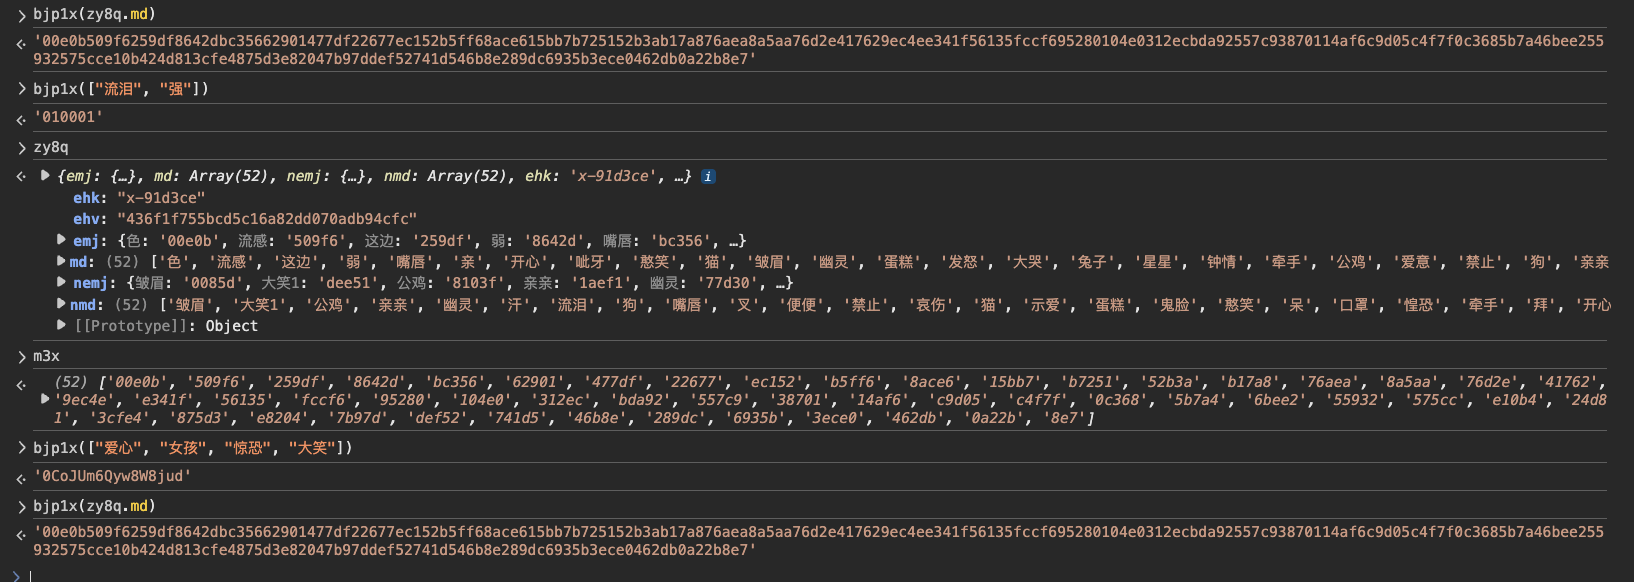 > bjp1x(zy8q.md)
'00e0b509f6259df8642dbc35662901477df22677ec152b5ff68ace615bb7b725152b3ab17a876aea8a5aa76d2e417629ec4ee341f56135fccf695280104e0312ecbda92557c93870114af6c9d05c4f7f0c3685b7a46bee255
932575cce10b424d813cfe4875d3e82047b97ddef52741d546b8e289dc6935b3ece0462db0a22b8e7'
> bjp1x(["流泪", "强"])
'010001'
> zy8q
{emj: {…}, md: Array(52), nemj: {…}, nmd: Array(52), ehk: 'x-91d3ce', …} i
ehk: "x-91d3ce"
ehv: "436f1f755bcd5c16a82dd070adb94cfc"
emj: {色: '00e0b', 流感: '509f6', 这边: '259df', 弱: '8642d', 嘴唇: 'bc356', …}
md: (52) ['色', '流感', '这边', '弱', '嘴唇', '亲', '开心', '呲牙', '憨笑', '猫', '皱眉', '幽灵', '蛋糕', '发怒', '大哭', '兔子', '星星', '钟情', '牵手', '公鸡', '爱意', '禁止', '狗', '亲亲
nemj: {皱眉: '0085d', 大笑1: 'dee51', 公鸡: '8103f', 亲亲: '1aef1', 幽灵: '77d30', …}
nmd: (52) ['皱眉', '大笑1', '公鸡', '亲亲', '幽灵', '汗', '流泪', '狗', '嘴唇', '叉', '便便', '禁止', '哀伤', '猫', '示爱', '蛋糕', '鬼脸', '憨笑', '呆', '口罩', '惶恐', '牵手', '拜', '开心
[[Prototype]]: Object
> m3x
(52) ['00e0b', '509f6', '259df', '8642d', 'bc356', '62901', '477df', '22677', 'ec152', 'b5ff6', '8ace6', '15bb7', 'b7251', '52b3a', 'b17a8', '76aea', '8a5aa', '76d2e', '41762',
'9ec4e', 'e341f', '56135', 'fccf6', '95280', '104e0', '312ec', 'bda92', '557c9', '38701', '14af6', 'c9d05', 'c4f7f', '0c368', '5b7a4', '6bee2', '55932', '575cc', 'e10b4', '24d8
1', '3cfe4', '875d3', 'e8204', '7b97d', 'def52', '741d5', '46b8e', '289dc', '6935b', '3ece0', '462db', '0a22b', '8e7']
> bjp1x(["爱心", "女孩", "惊恐", "大笑"])
'0CoJUm6Qyw8W8jud'
> bjp1x(zy8q.md)
'00e0b509f6259df8642dbc35662901477df22677ec152b5ff68ace615bb7b725152b3ab17a876aea8a5aa76d2e417629ec4ee341f56135fccf695280104e0312ecbda92557c93870114af6c9d05c4f7f0c3685b7a46bee255
932575cce10b424d813cfe4875d3e82047b97ddef52741d546b8e289dc6935b3ece0462db0a22b8e7'
>